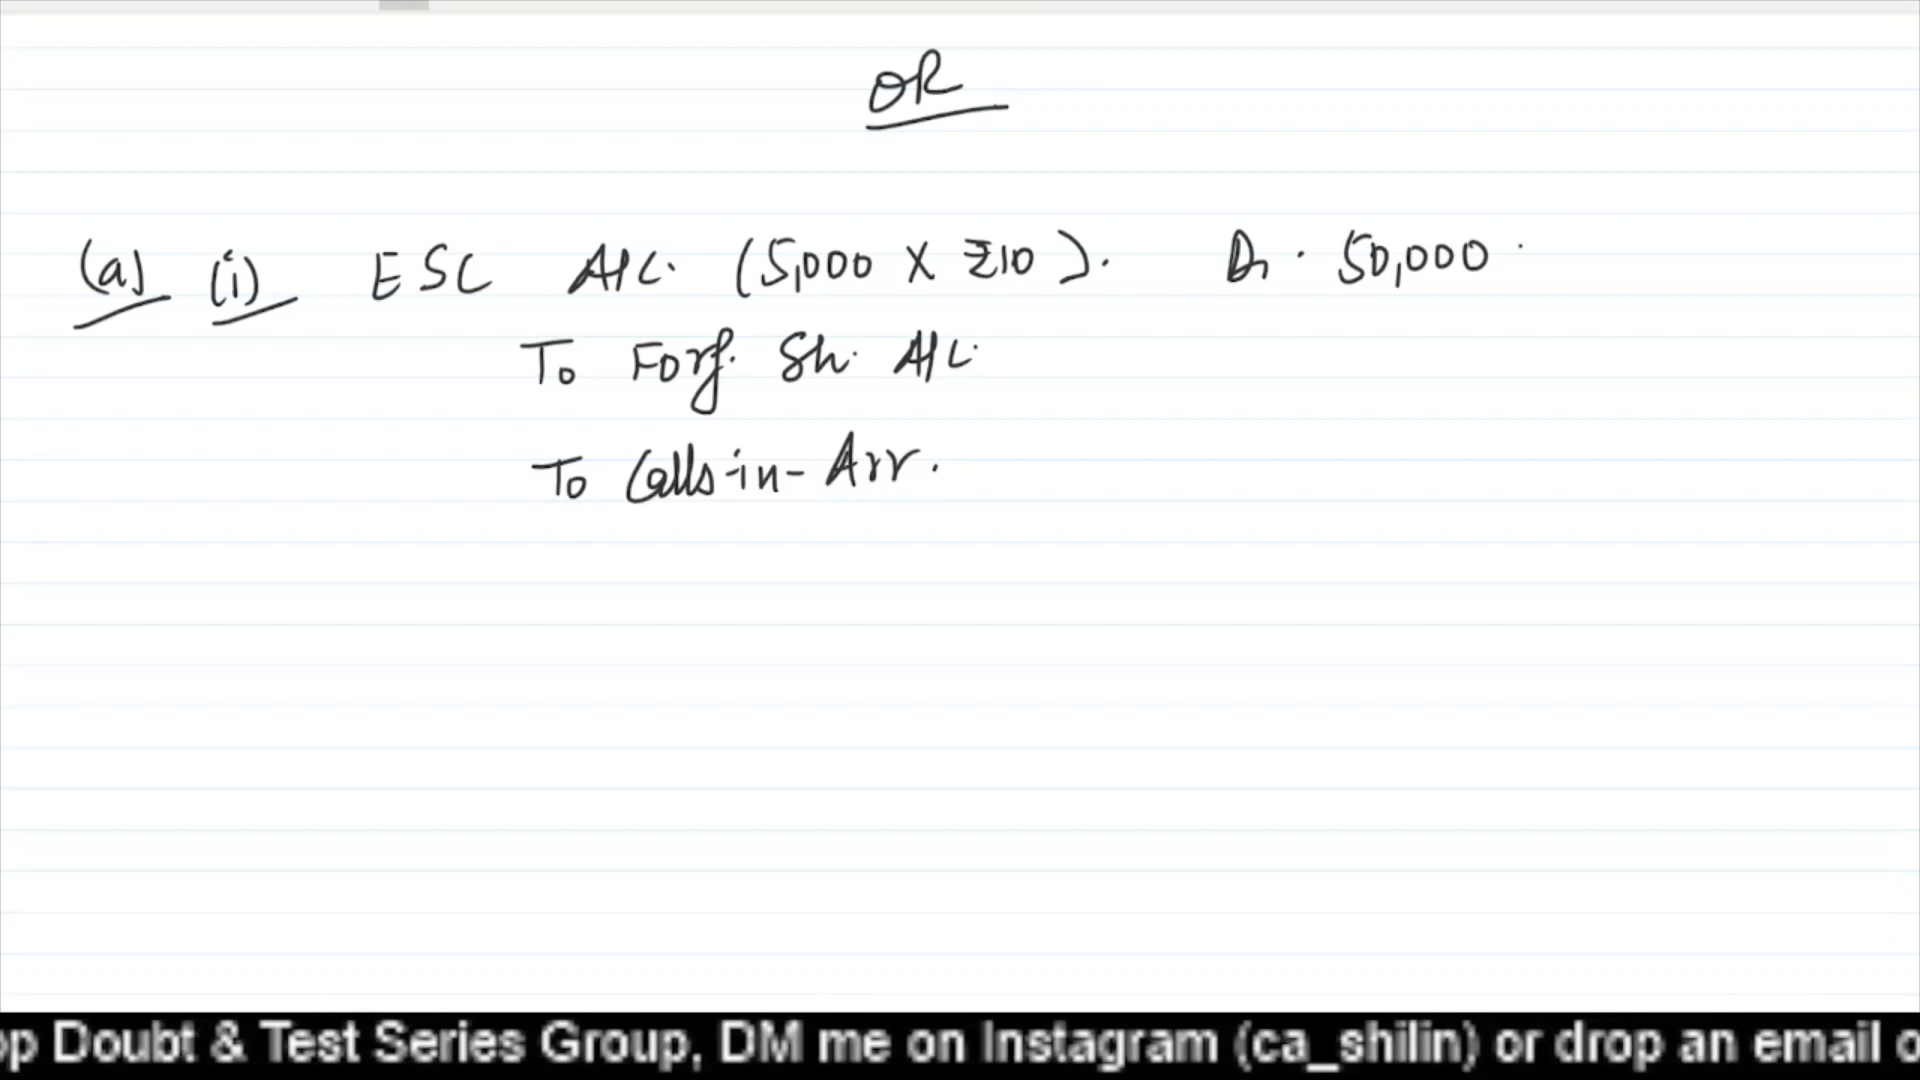 OR
(a) (i) ESC A/C. (5,000 X ₹10). Dr. 50,000.
To Forf. Sh. A/C.
To Calls-in-Arr.
op Doubt & Test Series Group, DM me on Instagram (ca_shilin) or drop an email o